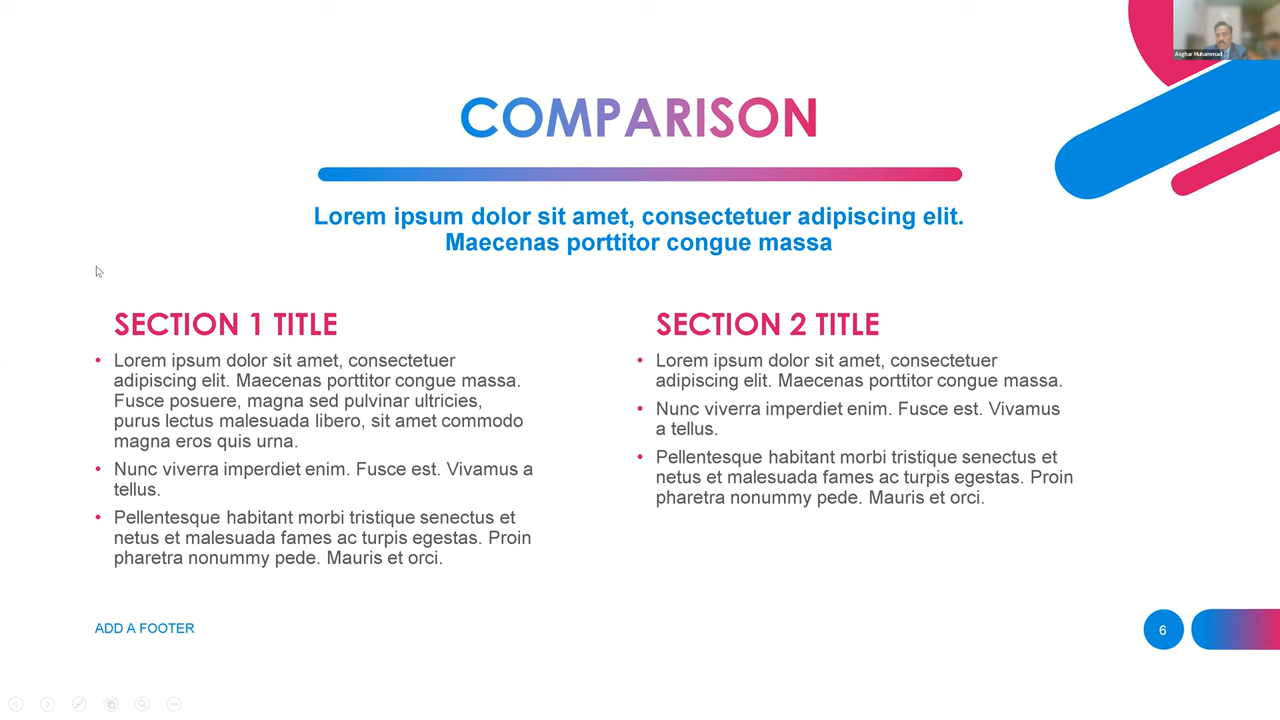 Asghar Muhammad
COMPARISON
Lorem ipsum dolor sit amet, consectetuer adipiscing elit.
Maecenas porttitor congue massa
SECTION 1 TITLE
• Lorem ipsum dolor sit amet, consectetuer
adipiscing elit. Maecenas porttitor congue massa.
Fusce posuere, magna sed pulvinar ultricies,
purus lectus malesuada libero, sit amet commodo
magna eros quis urna.
• Nunc viverra imperdiet enim. Fusce est. Vivamus a
tellus.
• Pellentesque habitant morbi tristique senectus et
netus et malesuada fames ac turpis egestas. Proin
pharetra nonummy pede. Mauris et orci.
SECTION 2 TITLE
• Lorem ipsum dolor sit amet, consectetuer
adipiscing elit. Maecenas porttitor congue massa.
• Nunc viverra imperdiet enim. Fusce est. Vivamus
a tellus.
• Pellentesque habitant morbi tristique senectus et
netus et malesuada fames ac turpis egestas. Proin
pharetra nonummy pede. Mauris et orci.
ADD A FOOTER
6